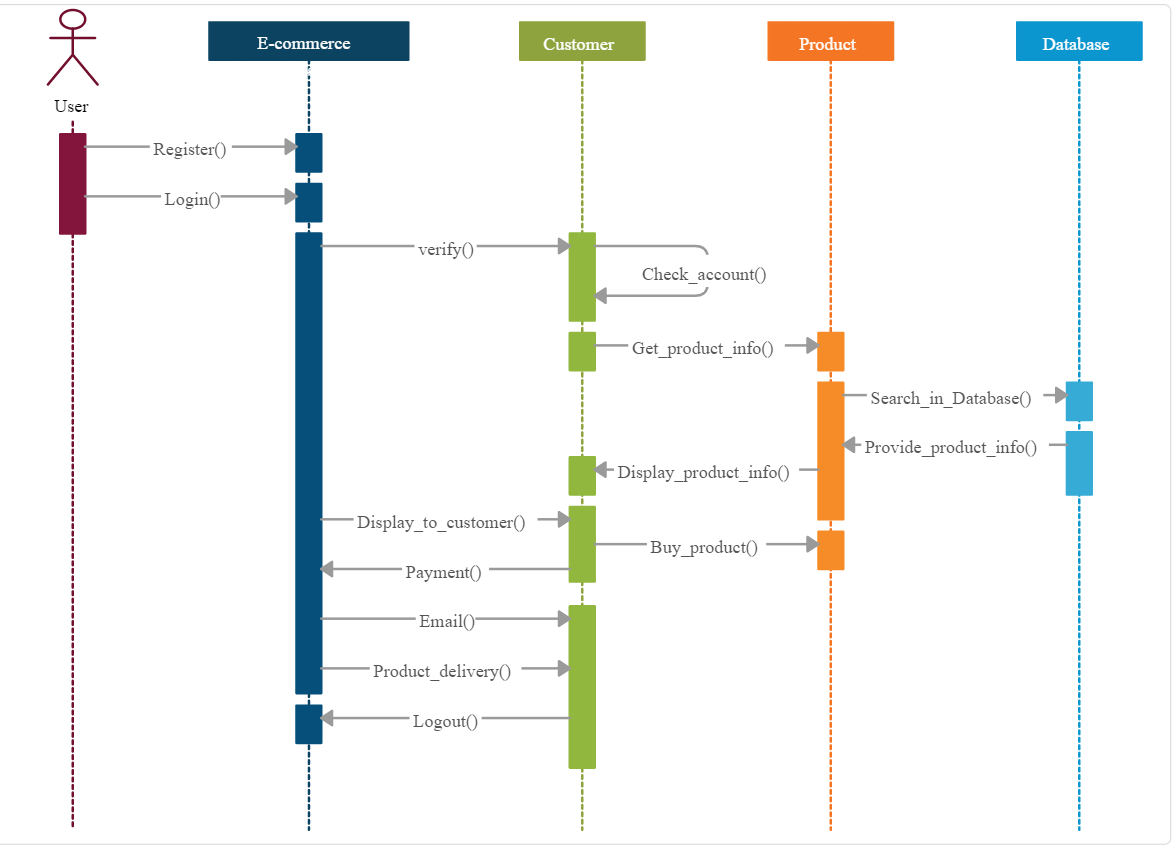 E-commerce
Customer
Product
Database
User
Register()
Login()
verify()
Check_account()
Get_product_info()
Search_in_Database()
Provide_product_info()
Display_product_info()
Display_to_customer()
Buy_product()
Payment()
Email()
Product_delivery()
Logout()